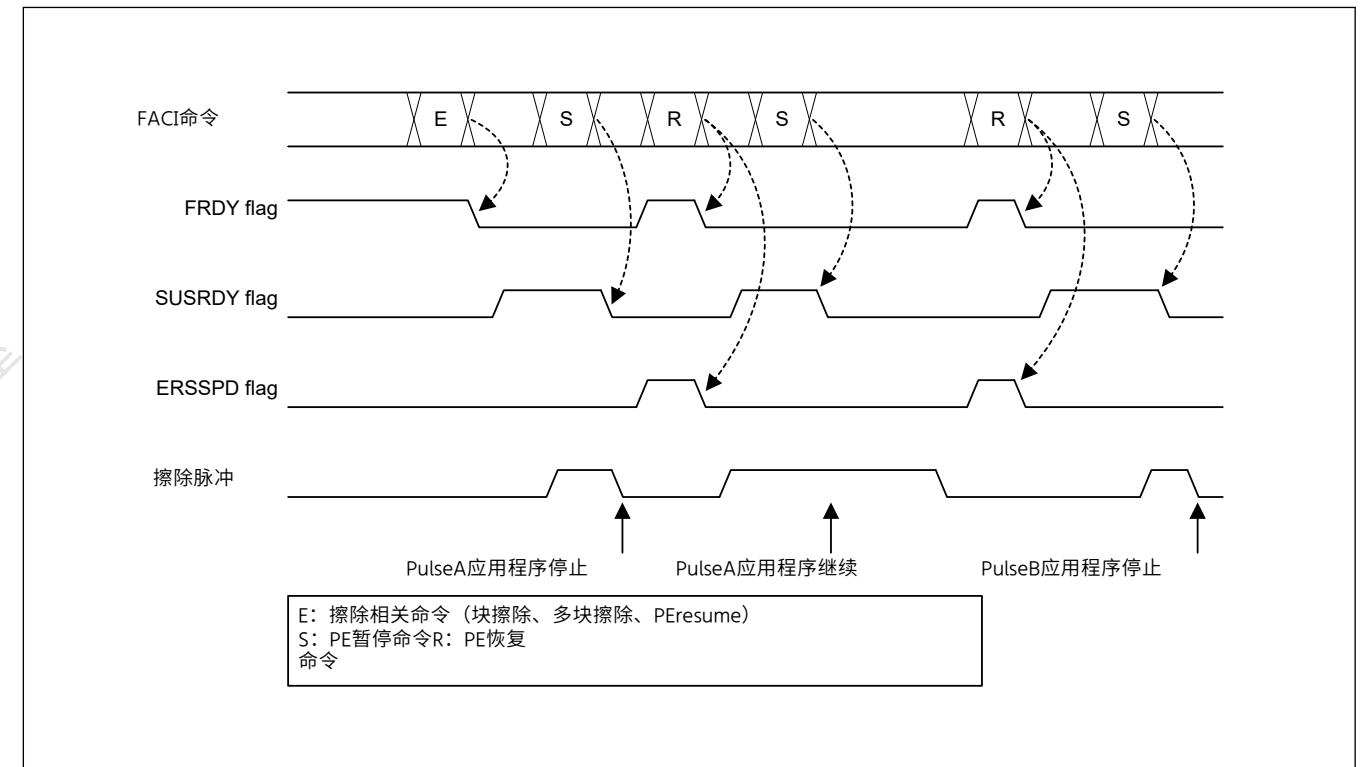 FACI命令
E S R S R S
FRDY flag
SUSRDY flag
ERSSPD flag
擦除脉冲
PulseA应用程序停止 PulseA应用程序继续 PulseB应用程序停止
E：擦除相关命令（块擦除、多块擦除、PEresume）
S：PE暂停命令R：PE恢复
命令